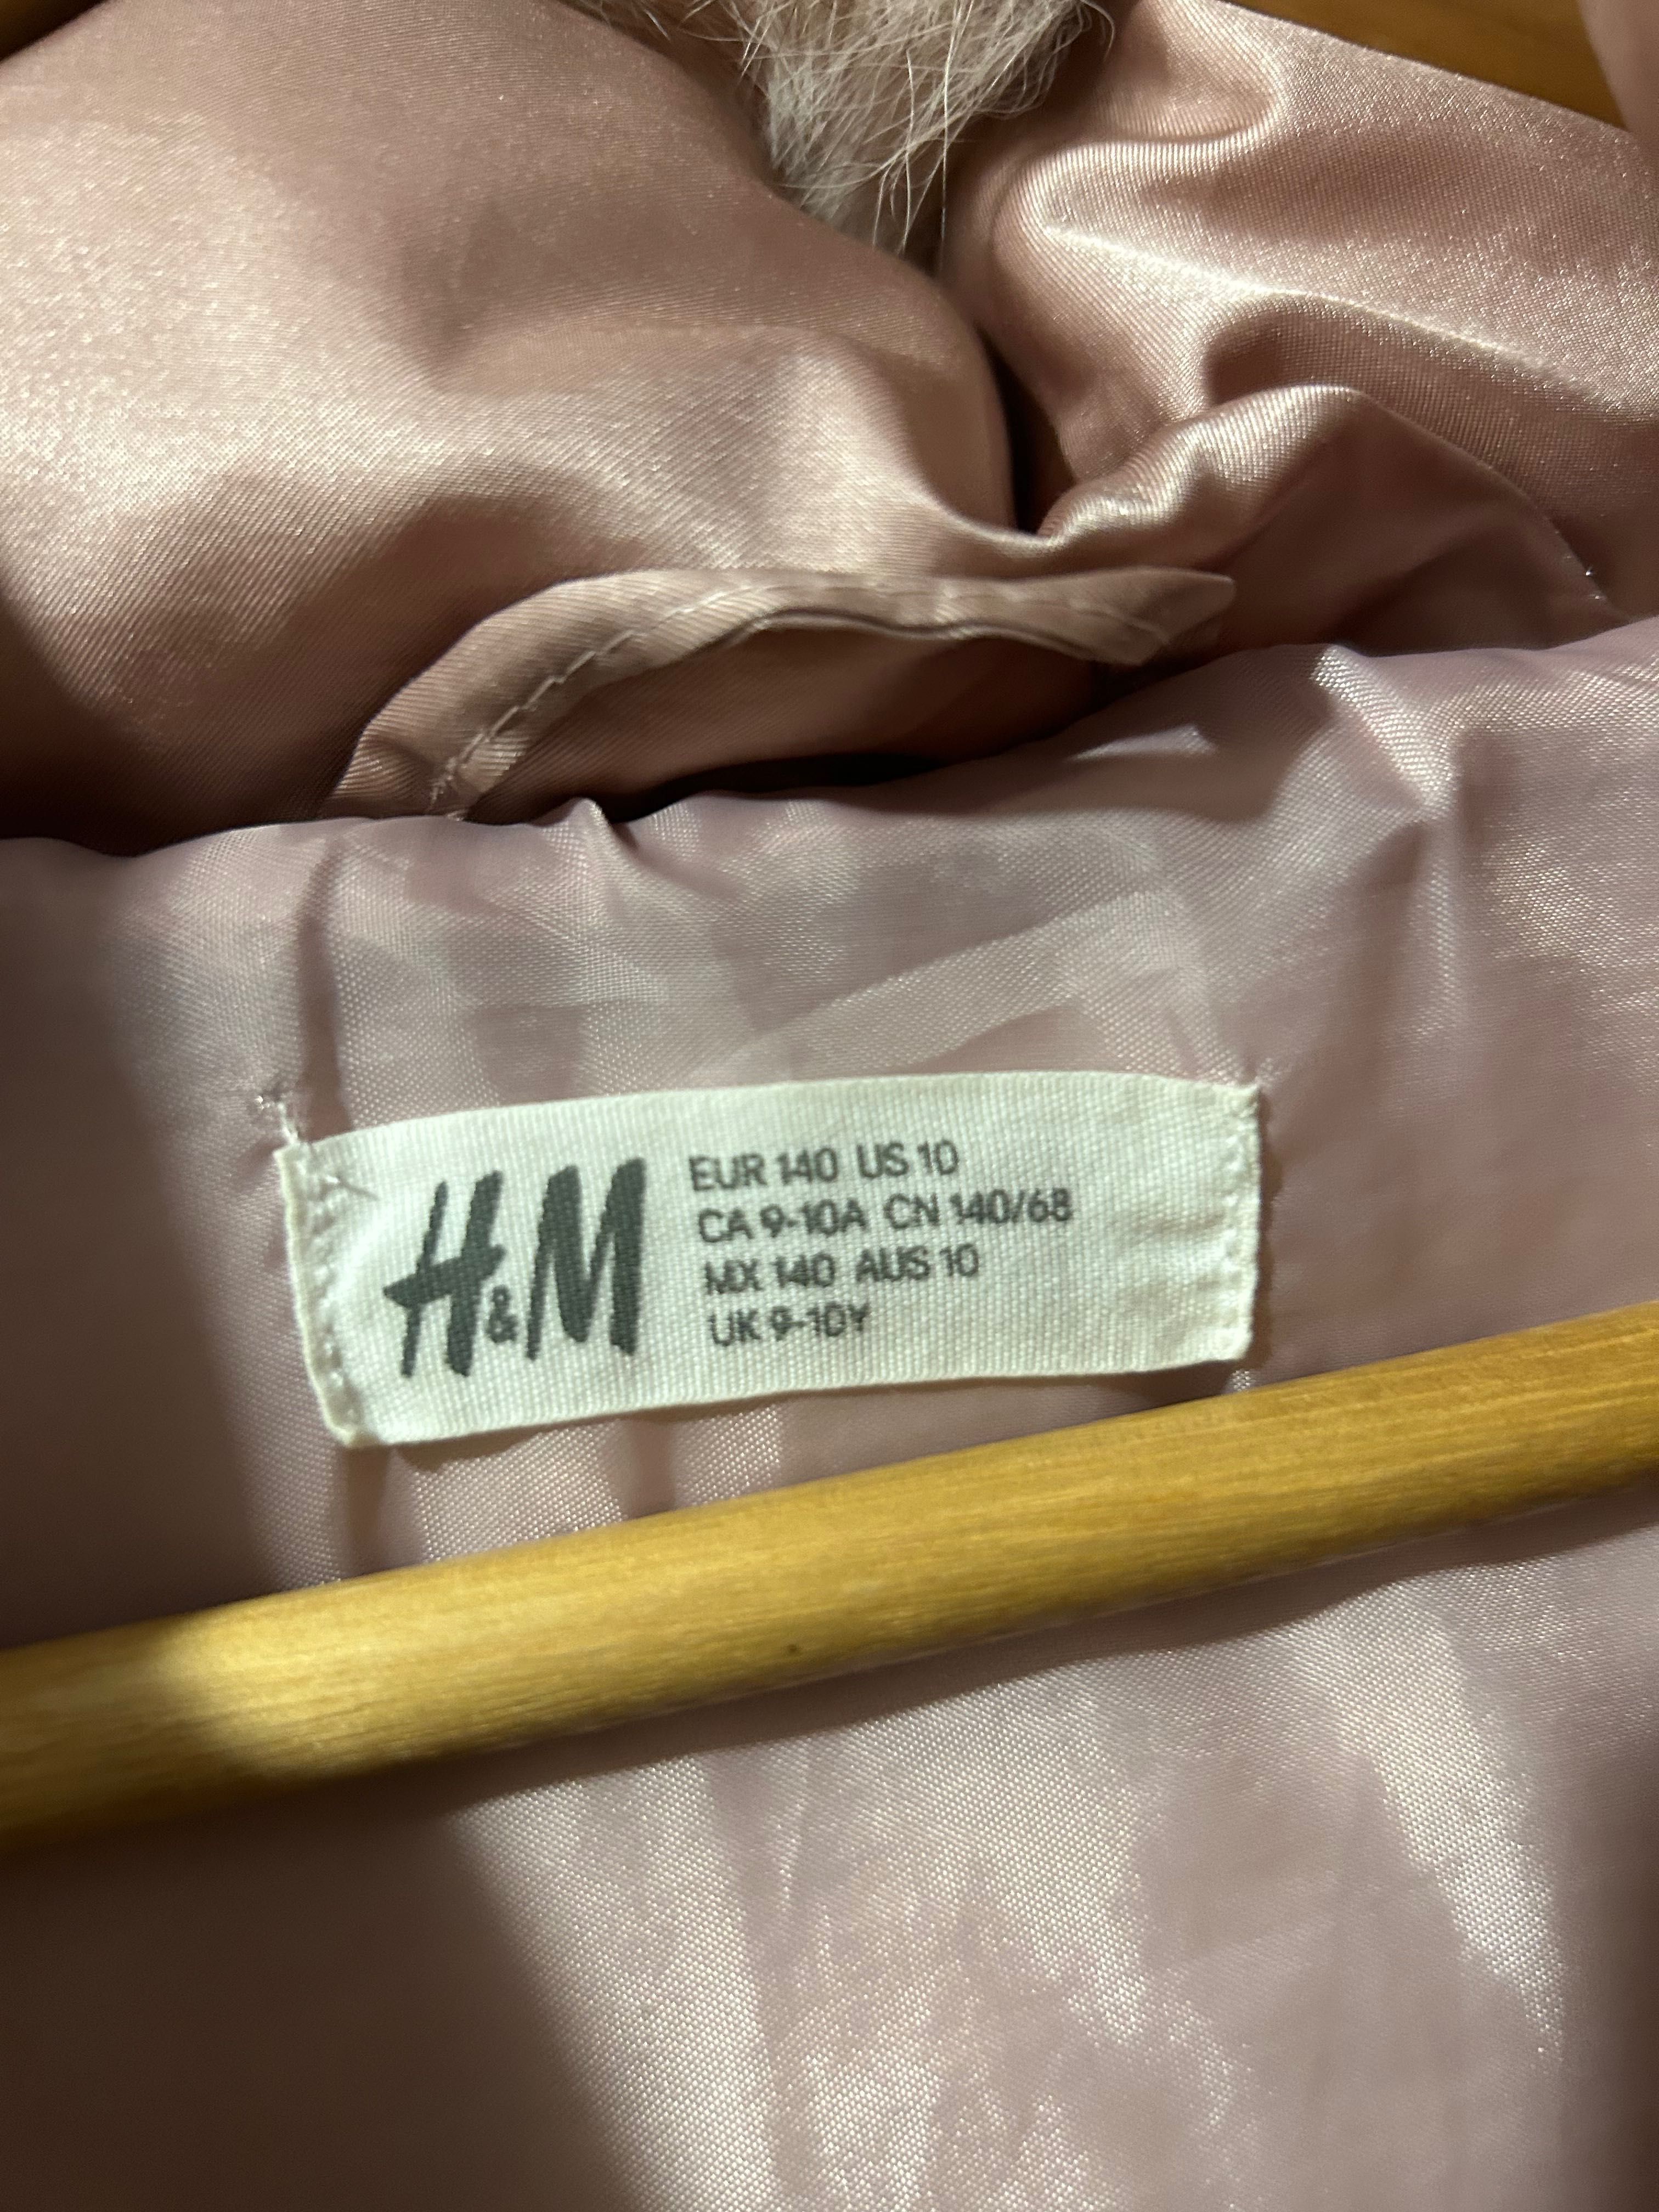 H&M
EUR 140 US 10
CA 9-10A CN 140/68
MX 140 AUS 10
UK 9-10Y